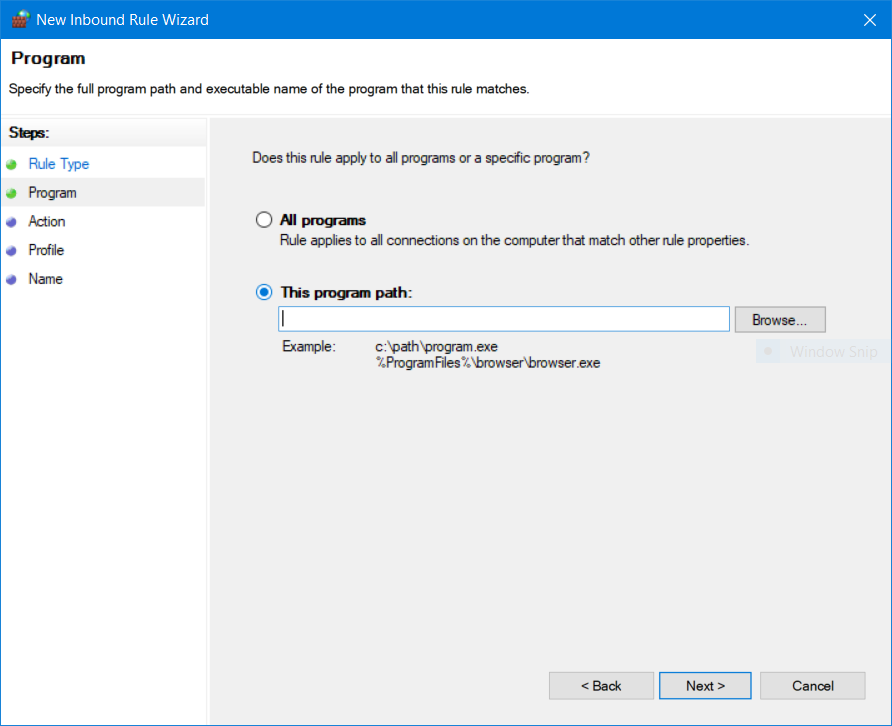 New Inbound Rule Wizard
Program
Specify the full program path and executable name of the program that this rule matches.
Steps:
Rule Type
Program
Action
Profile
Name
Does this rule apply to all programs or a specific program?
All programs
Rule applies to all connections on the computer that match other rule properties.
This program path:
Browse...
Example: c:\path\program.exe
%ProgramFiles%\browser\browser.exe
Window Snip
< Back Next > Cancel